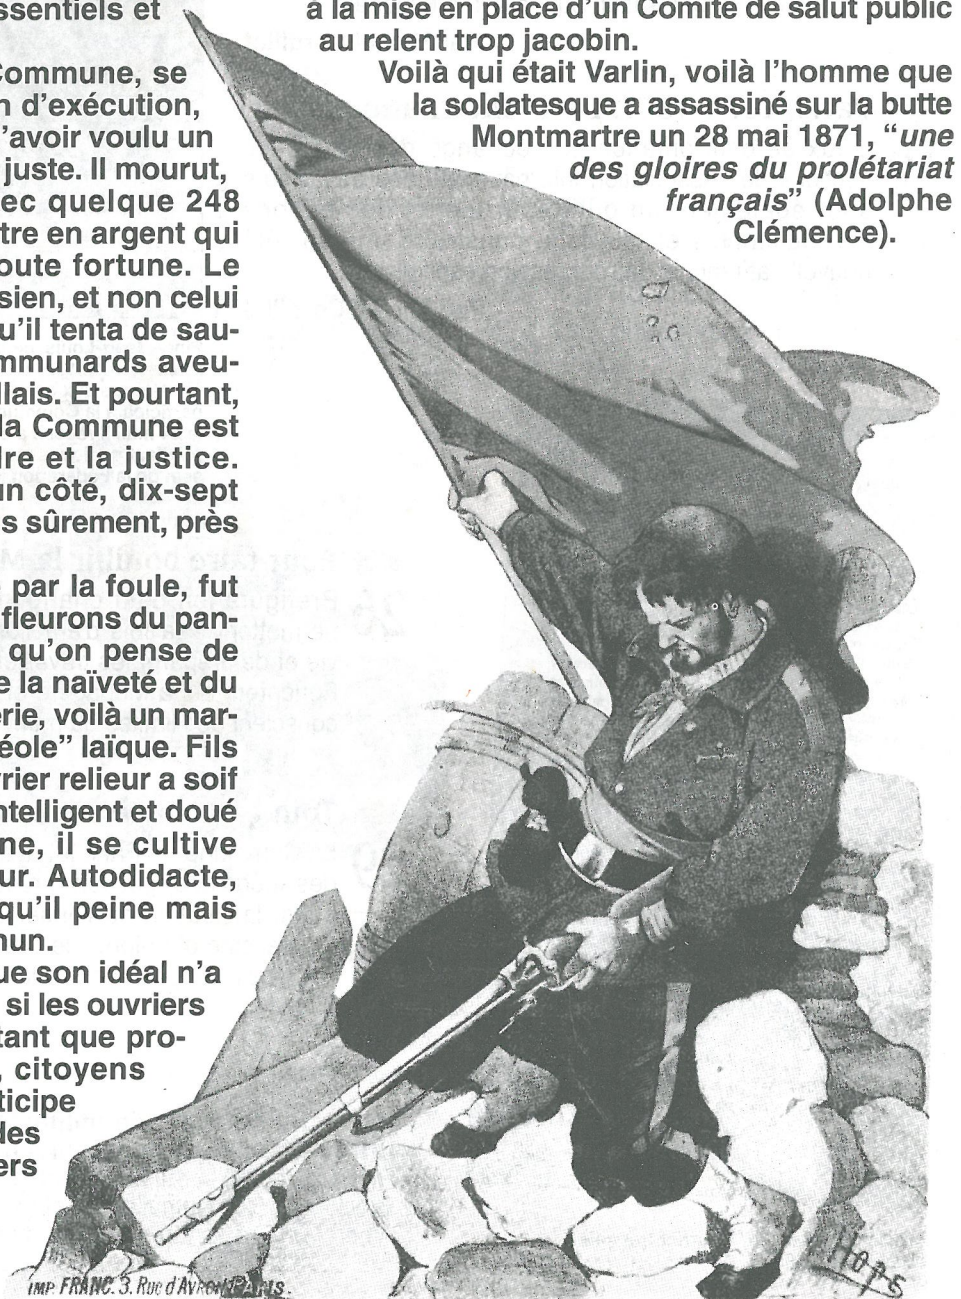 ssentiels et
Commune, se
n d’exécution,
’avoir voulu un
juste. Il mourut,
ec quelque 248
tre en argent qui
oute fortune. Le
sien, et non celui
u’il tenta de sau-
mmunards aveu-
llais. Et pourtant,
la Commune est
dre et la justice.
un côté, dix-sept
s sûrement, près
par la foule, fut
fleurons du pan-
qu’on pense de
e la naïveté et du
erie, voilà un mar-
éole” laïque. Fils
vrier relieur a soif
ntelligent et doué
ne, il se cultive
ur. Autodidacte,
qu’il peine mais
mun.
ue son idéal n’a
si les ouvriers
tant que pro-
, citoyens
ticipe
des
ers
à la mise en place d’un Comité de salut public
au relent trop jacobin.
Voilà qui était Varlin, voilà l’homme que
la soldatesque a assassiné sur la butte
Montmartre un 28 mai 1871, “une
des gloires du prolétariat
français” (Adolphe
Clémence).
IMP. FRANC. 3. Rue d'Avron PARIS.